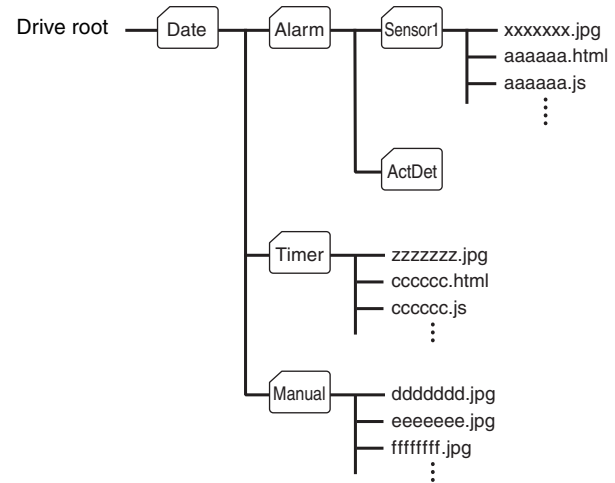 Drive root
Date
Alarm
Sensor1
xxxxxxx.jpg
aaaaaa.html
aaaaaa.js
ActDet
Timer
zzzzzzz.jpg
cccccc.html
cccccc.js
Manual
ddddddd.jpg
eeeeeee.jpg
ffffffff.jpg